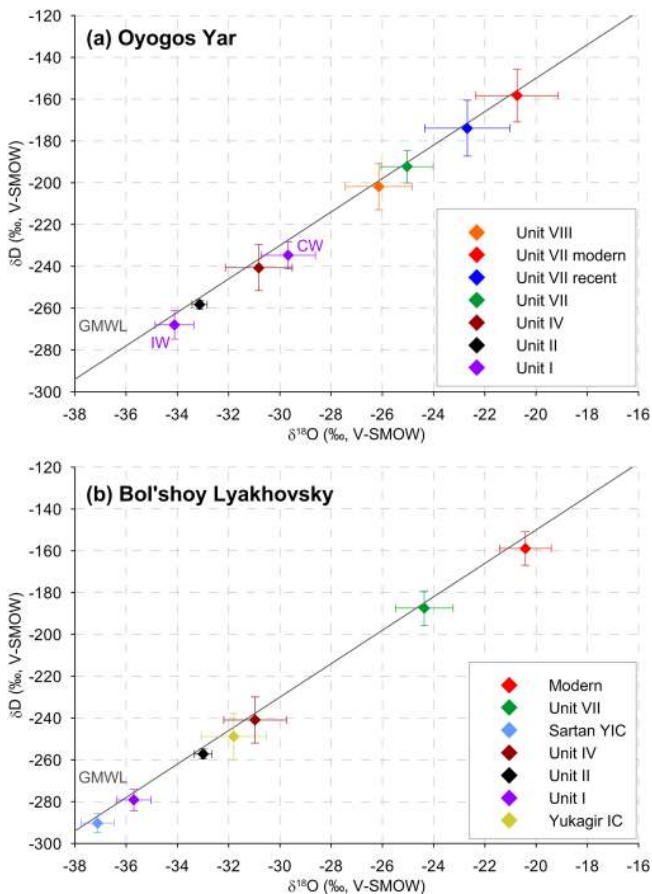 (a) Oyogos Yar
-120
-140
-160
-180
-200
-220
-240
-260
-280
-300
δD (‰, V-SMOW)
CW
GMWL
IW
Unit VIII
Unit VII modern
Unit VII recent
Unit VII
Unit IV
Unit II
Unit I
-38 -36 -34 -32 -30 -28 -26 -24 -22 -20 -18 -16
δ¹⁸O (‰, V-SMOW)
(b) Bol'shoy Lyakhovsky
-120
-140
-160
-180
-200
-220
-240
-260
-280
-300
δD (‰, V-SMOW)
GMWL
Modern
Unit VII
Sartan YIC
Unit IV
Unit II
Unit I
Yukagir IC
-38 -36 -34 -32 -30 -28 -26 -24 -22 -20 -18 -16
δ¹⁸O (‰, V-SMOW)